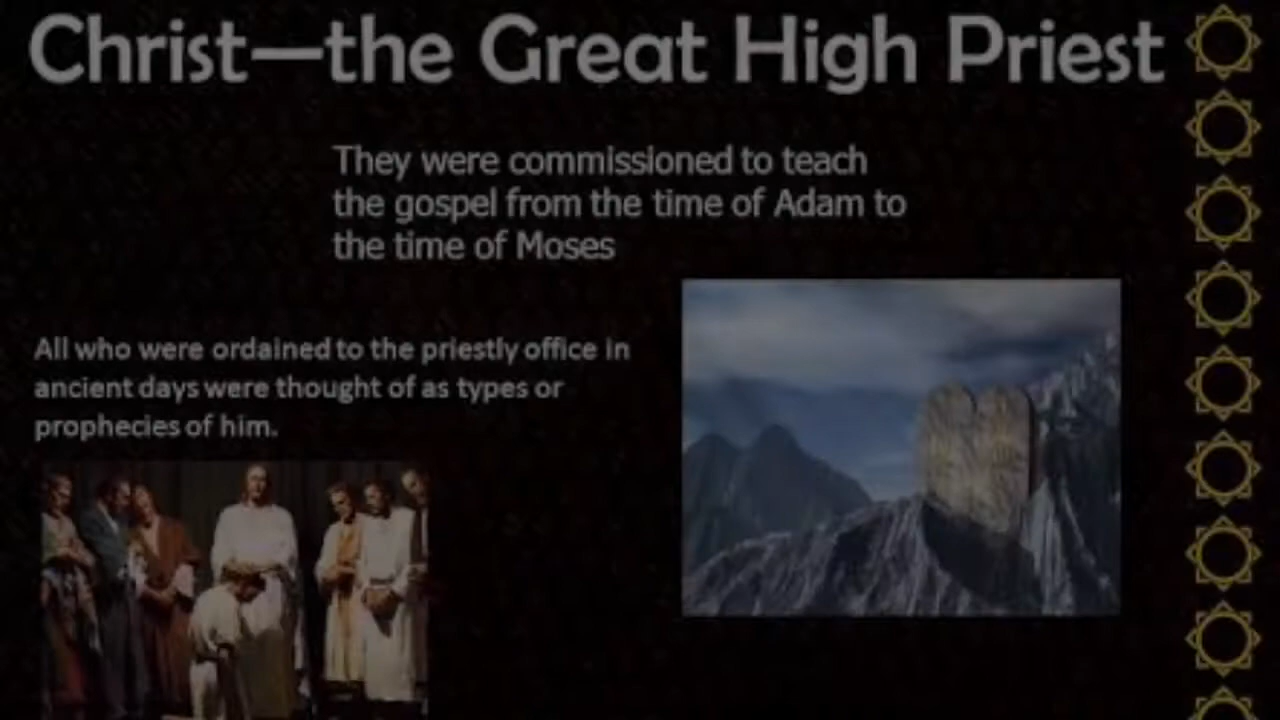 Christ—the Great High Priest
They were commissioned to teach
the gospel from the time of Adam to
the time of Moses
All who were ordained to the priestly office in
ancient days were thought of as types or
prophecies of him.